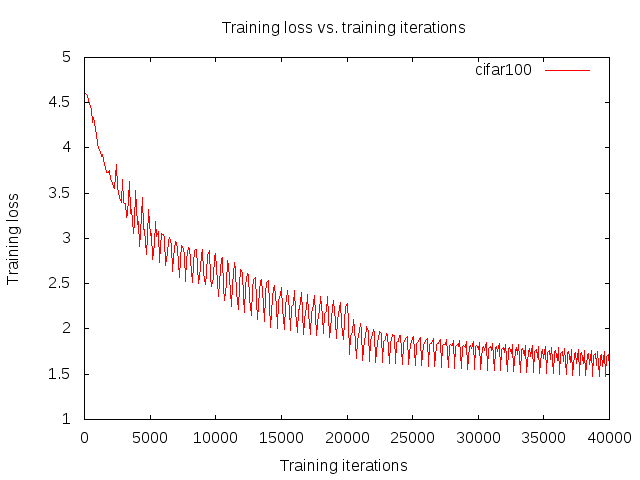 Training loss vs. training iterations
cifar100
5
4.5
4
3.5
3
2.5
2
1.5
1
Training loss
0 5000 10000 15000 20000 25000 30000 35000 40000
Training iterations